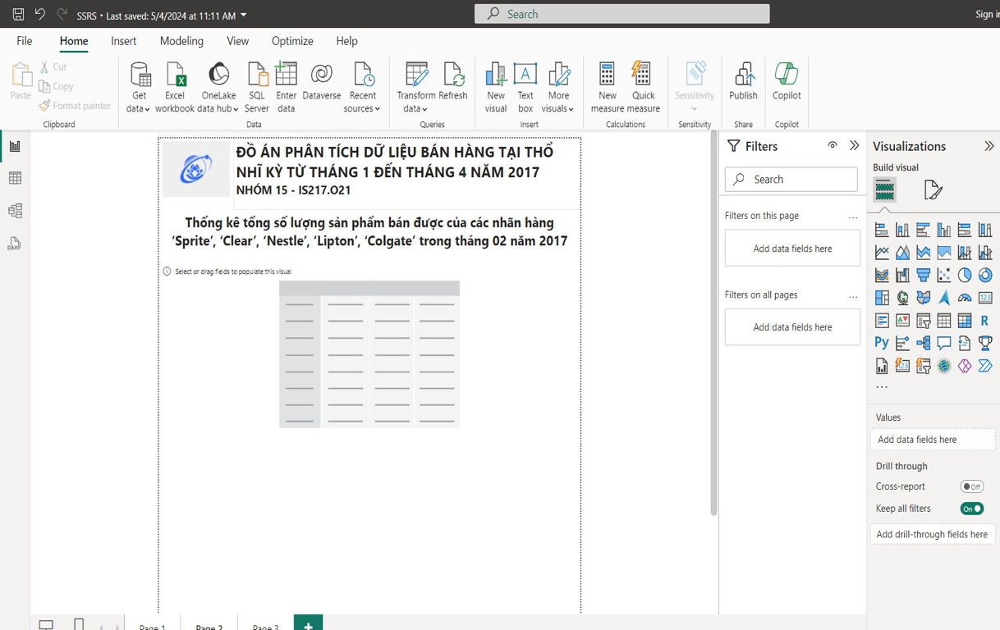 SSRS • Last saved: 5/4/2024 at 11:11 AM
Search
Sign in
File
Home
Insert
Modeling
View
Optimize
Help
Paste
Cut
Copy
Format painter
Clipboard
Get data
Excel workbook
OneLake data hub
SQL Server
Enter data
Dataverse
Recent sources
Data
Transform data
Refresh
Queries
New visual
Text box
More visuals
Insert
New measure
Quick measure
Calculations
Sensitivity
Sensitivity
Publish
Share
Copilot
Copilot
ĐỒ ÁN PHÂN TÍCH DỮ LIỆU BÁN HÀNG TẠI THỔ
NHĨ KỲ TỪ THÁNG 1 ĐẾN THÁNG 4 NĂM 2017
NHÓM 15 - IS217.O21
Thống kê tổng số lượng sản phẩm bán được của các nhãn hàng
‘Sprite’, ‘Clear’, ‘Nestle’, ‘Lipton’, ‘Colgate’ trong tháng 02 năm 2017
Select or drag fields to populate this visual
Filters
Search
Filters on this page
Add data fields here
Filters on all pages
Add data fields here
Visualizations
Build visual
123
R
Py
123
Values
Add data fields here
Drill through
Cross-report
Off
Keep all filters
On
Add drill-through fields here
DAX
Page 1
Page 2
Page 3